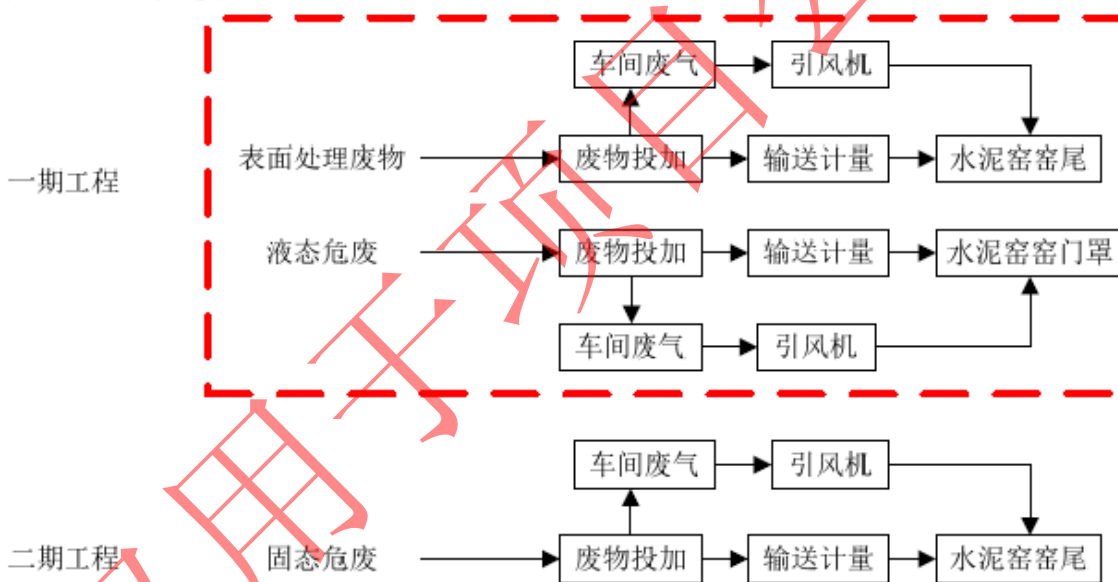 车间废气 引风机
表面处理废物 废物投加 输送计量 水泥窑窑尾
一期工程
液态危废 废物投加 输送计量 水泥窑窑门罩
车间废气 引风机
车间废气 引风机
二期工程 固态危废 废物投加 输送计量 水泥窑窑尾
用于项目